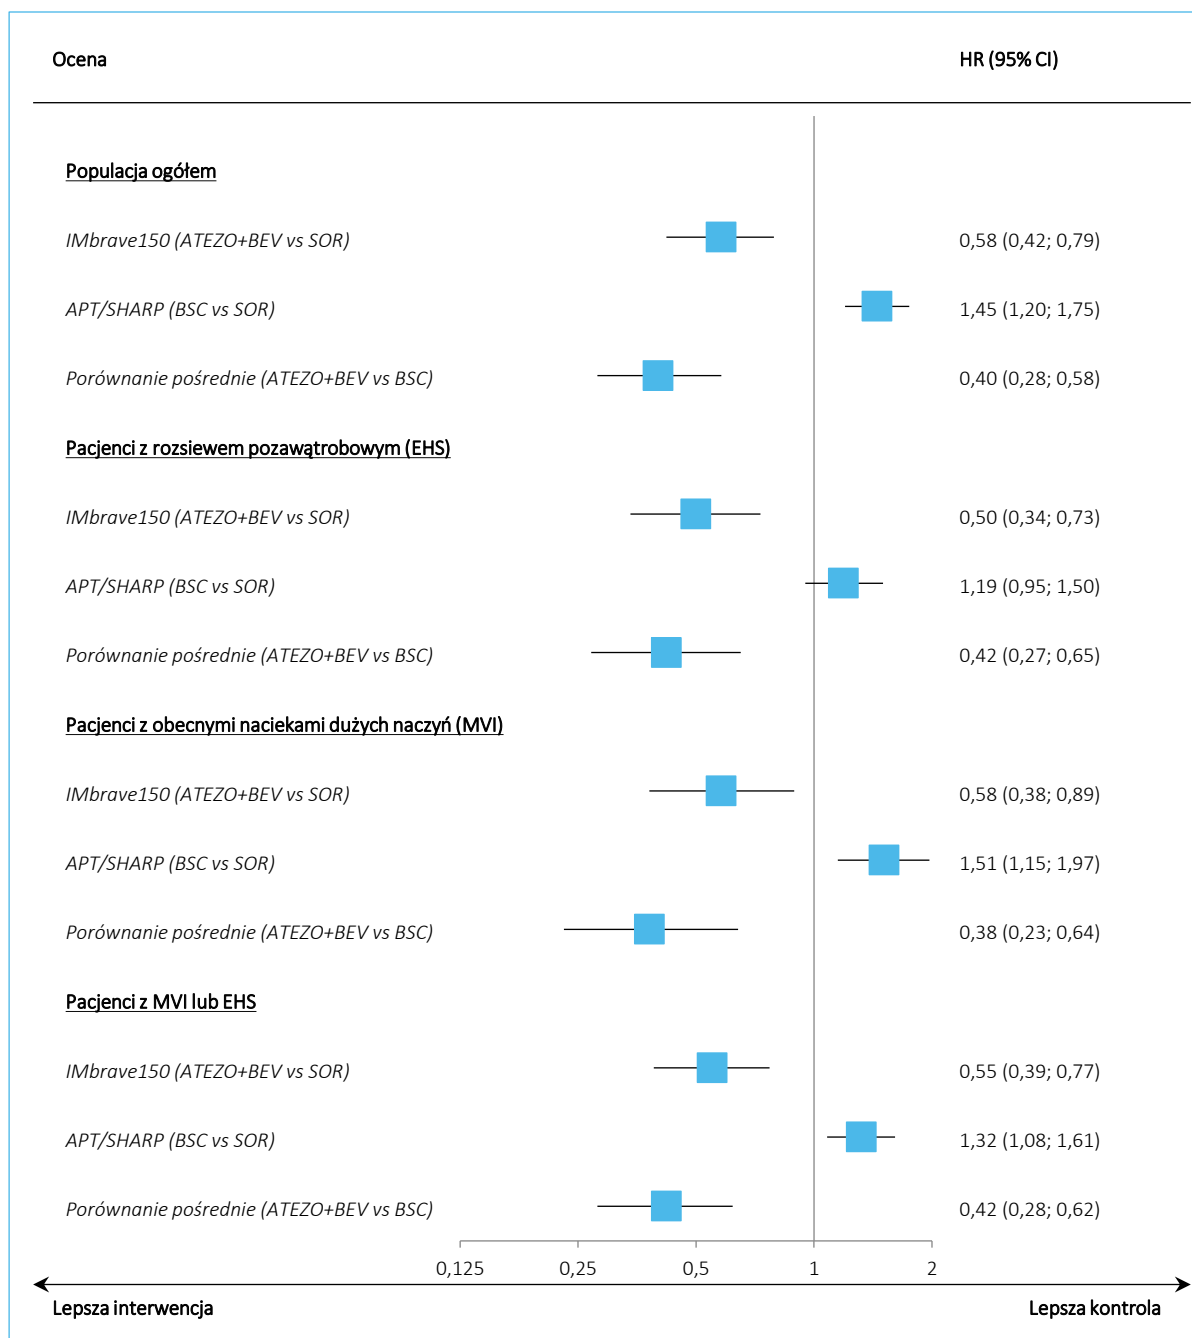 Ocena HR (95% CI)
Populacja ogółem
IMbrave150 (ATEZO+BEV vs SOR) 0,58 (0,42; 0,79)
APT/SHARP (BSC vs SOR) 1,45 (1,20; 1,75)
Porównanie pośrednie (ATEZO+BEV vs BSC) 0,40 (0,28; 0,58)
Pacjenci z rozsiewem pozawątrobowym (EHS)
IMbrave150 (ATEZO+BEV vs SOR) 0,50 (0,34; 0,73)
APT/SHARP (BSC vs SOR) 1,19 (0,95; 1,50)
Porównanie pośrednie (ATEZO+BEV vs BSC) 0,42 (0,27; 0,65)
Pacjenci z obecnymi naciekami dużych naczyń (MVI)
IMbrave150 (ATEZO+BEV vs SOR) 0,58 (0,38; 0,89)
APT/SHARP (BSC vs SOR) 1,51 (1,15; 1,97)
Porównanie pośrednie (ATEZO+BEV vs BSC) 0,38 (0,23; 0,64)
Pacjenci z MVI lub EHS
IMbrave150 (ATEZO+BEV vs SOR) 0,55 (0,39; 0,77)
APT/SHARP (BSC vs SOR) 1,32 (1,08; 1,61)
Porównanie pośrednie (ATEZO+BEV vs BSC) 0,42 (0,28; 0,62)
0,125 0,25 0,5 1 2
Lepsza interwencja Lepsza kontrola